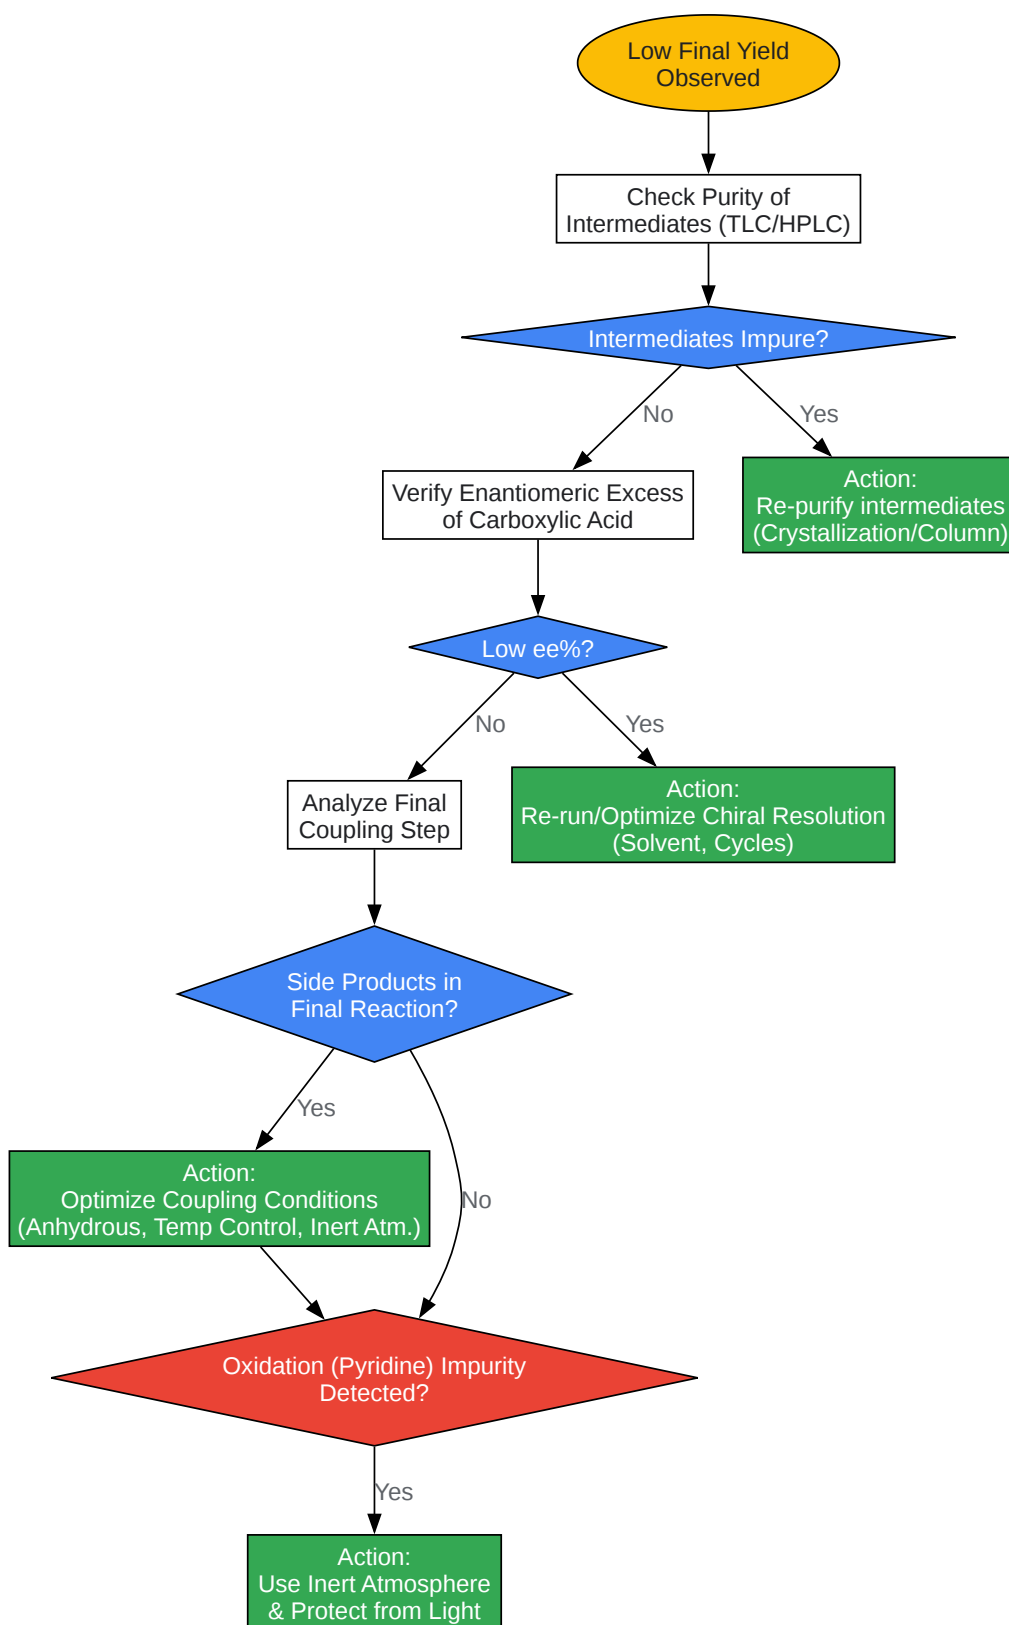 Low Final Yield
Observed
Check Purity of
Intermediates (TLC/HPLC)
Intermediates Impure?
No
Yes
Verify Enantiomeric Excess
of Carboxylic Acid
Action:
Re-purify intermediates
(Crystallization/Column)
Low ee%?
No
Yes
Analyze Final
Coupling Step
Action:
Re-run/Optimize Chiral Resolution
(Solvent, Cycles)
Side Products in
Final Reaction?
Yes
No
Action:
Optimize Coupling Conditions
(Anhydrous, Temp Control, Inert Atm.)
Oxidation (Pyridine) Impurity
Detected?
Yes
Action:
Use Inert Atmosphere
& Protect from Light